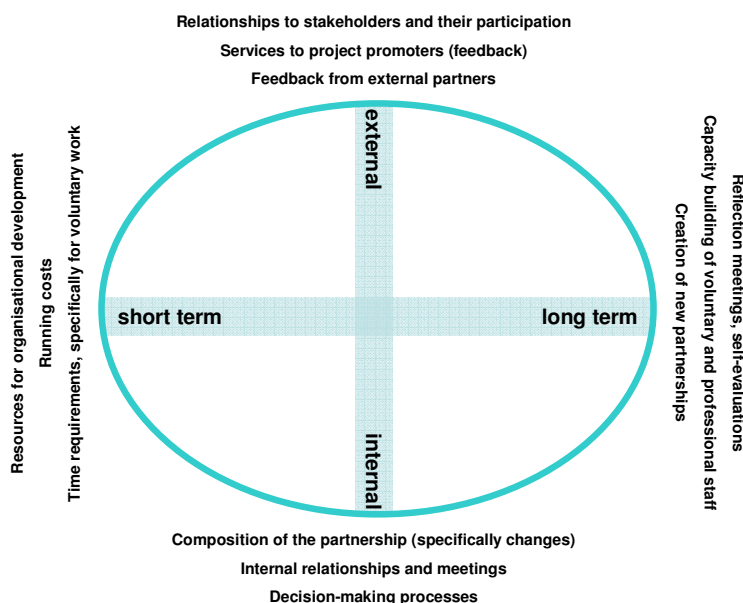 Relationships to stakeholders and their participation
Services to project promoters (feedback)
Feedback from external partners
external
Resources for organisational development
Running costs
Time requirements, specifically for voluntary work
short term
long term
Creation of new partnerships
Capacity building of voluntary and professional staff
Reflection meetings, self-evaluations
internal
Composition of the partnership (specifically changes)
Internal relationships and meetings
Decision-making processes